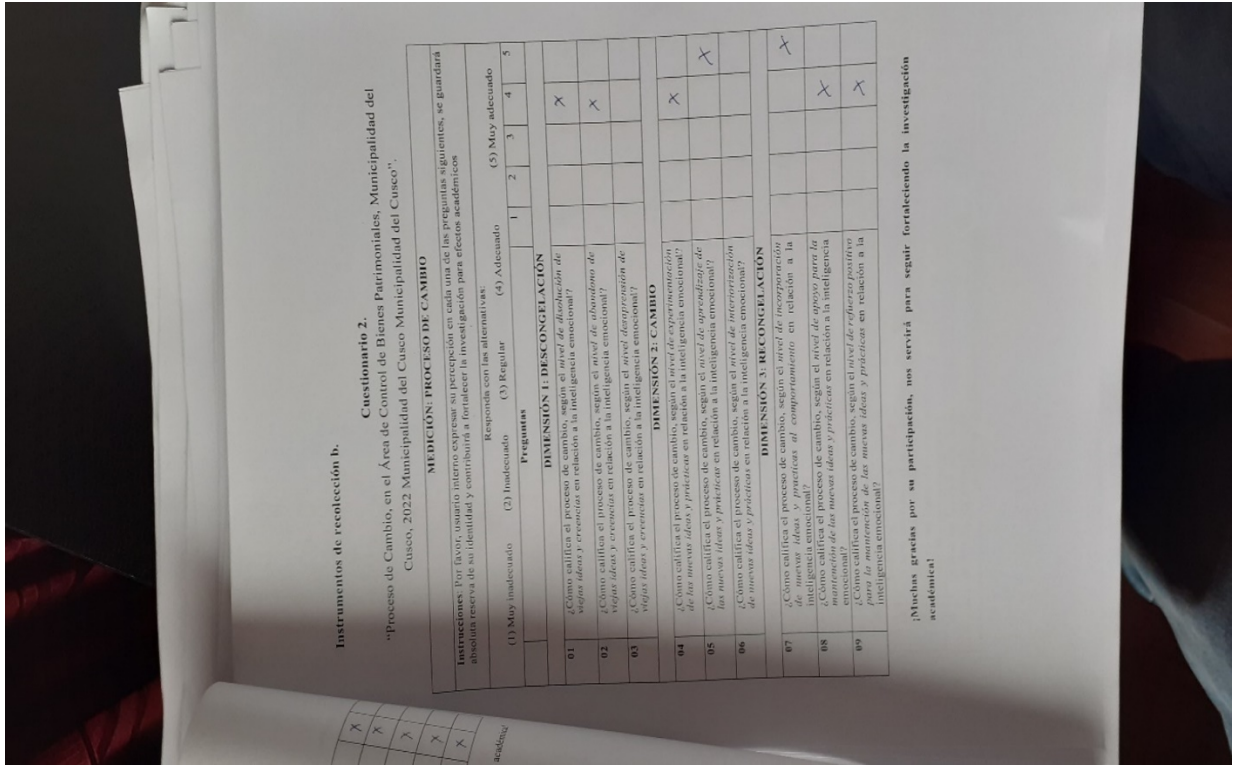 Instrumentos de recolección b.
Cuestionario 2.
"Proceso de Cambio, en el Área de Control de Bienes Patrimoniales, Municipalidad del
Cusco, 2022 Municipalidad del Cusco Municipalidad del Cusco".
MEDICIÓN: PROCESO DE CAMBIO
Instrucciones: Por favor, usuario interno expresar su percepción en cada una de las preguntas siguientes, se guardará
absoluta reserva de su identidad y contribuirá a fortalecer la investigación para efectos académicos
Responda con las alternativas:
(1) Muy inadecuado (2) Inadecuado (3) Regular (4) Adecuado (5) Muy adecuado
Preguntas 1 2 3 4 5
DIMENSIÓN 1: DESCONGELACIÓN
01 ¿Cómo califica el proceso de cambio, según el nivel de disolución de X
viejas ideas y creencias en relación a la inteligencia emocional?
02 ¿Cómo califica el proceso de cambio, según el nivel de abandono de X
viejas ideas y creencias en relación a la inteligencia emocional?
03 ¿Cómo califica el proceso de cambio, según el nivel deraprensión de
viejas ideas y creencias en relación a la inteligencia emocional?
DIMENSIÓN 2: CAMBIO
04 ¿Cómo califica el proceso de cambio, según el nivel de experimentación X
de las nuevas ideas y prácticas en relación a la inteligencia emocional?
05 ¿Cómo califica el proceso de cambio, según el nivel de aprendizaje de X
las nuevas ideas y prácticas en relación a la inteligencia emocional?
06 ¿Cómo califica el proceso de cambio, según el nivel de interiorización
de nuevas ideas y prácticas en relación a la inteligencia emocional?
DIMENSIÓN 3: RECONGELACIÓN
07 ¿Cómo califica el proceso de cambio, según el nivel de incorporación X
de nuevas ideas y practicas al comportamiento en relación a la
inteligencia emocional?
08 ¿Cómo califica el proceso de cambio, según el nivel de apoyo para la X
mantención de las nuevas ideas y prácticas en relación a la inteligencia
emocional?
09 ¿Cómo califica el proceso de cambio, según el nivel de refuerzo positivo X
para la mantención de las nuevas ideas y prácticas en relación a la
inteligencia emocional?
¡Muchas gracias por su participación, nos servirá para seguir fortaleciendo la investigación
académica!
X
X
X
X
X